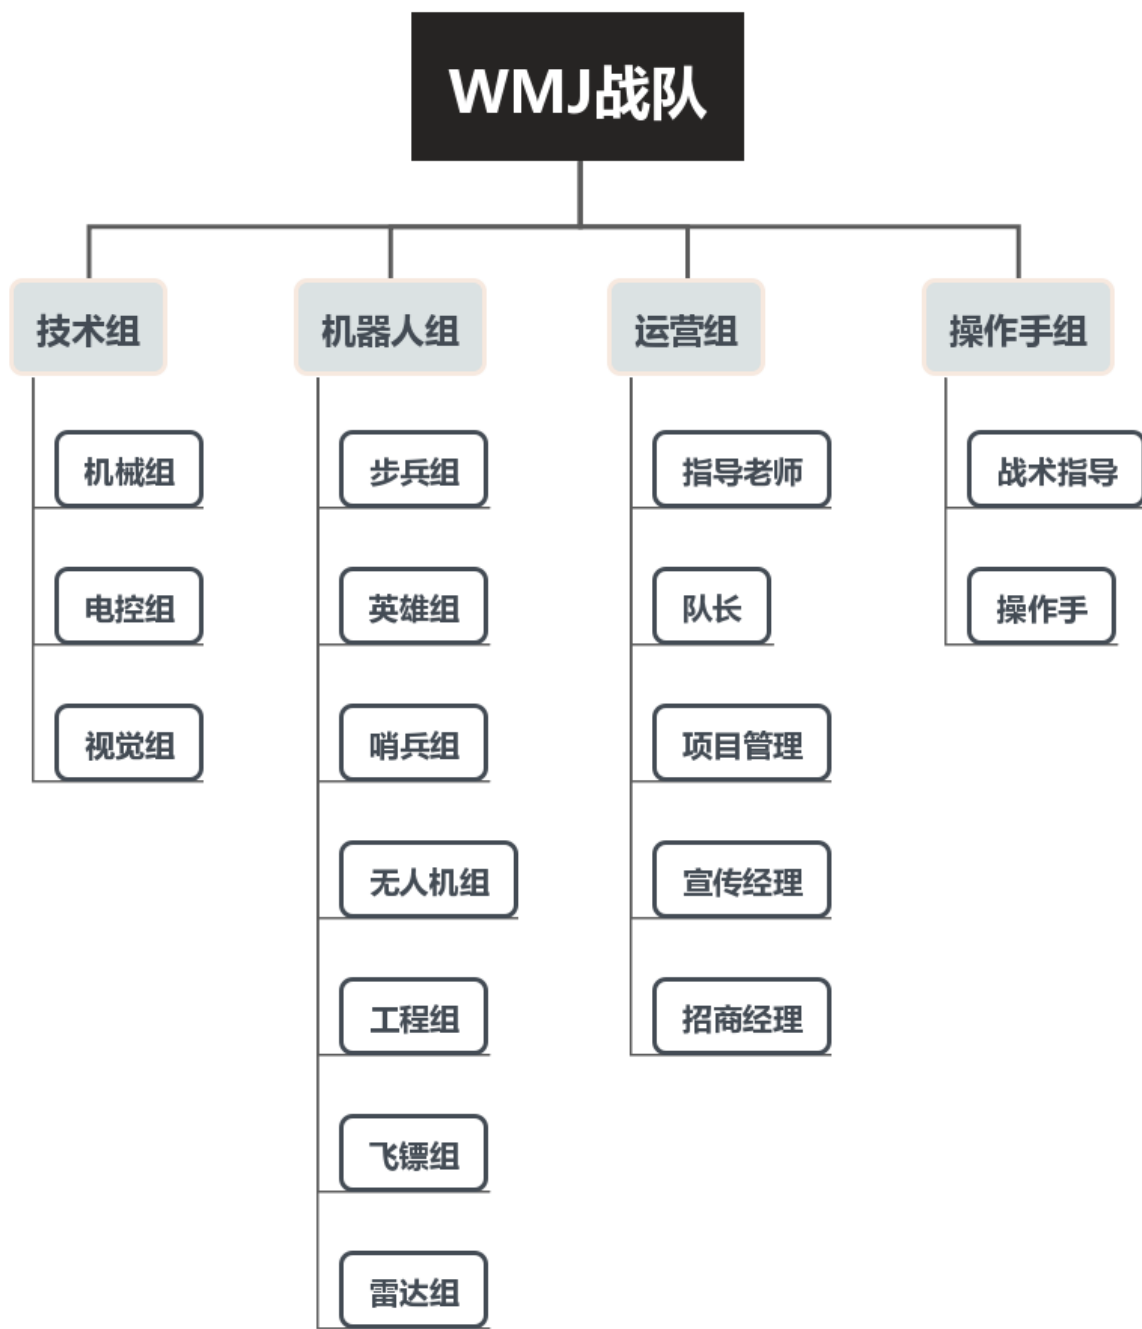 WMJ战队
技术组
机械组
电控组
视觉组
机器人组
步兵组
英雄组
哨兵组
无人机组
工程组
飞镖组
雷达组
运营组
指导老师
队长
项目管理
宣传经理
招商经理
操作手组
战术指导
操作手